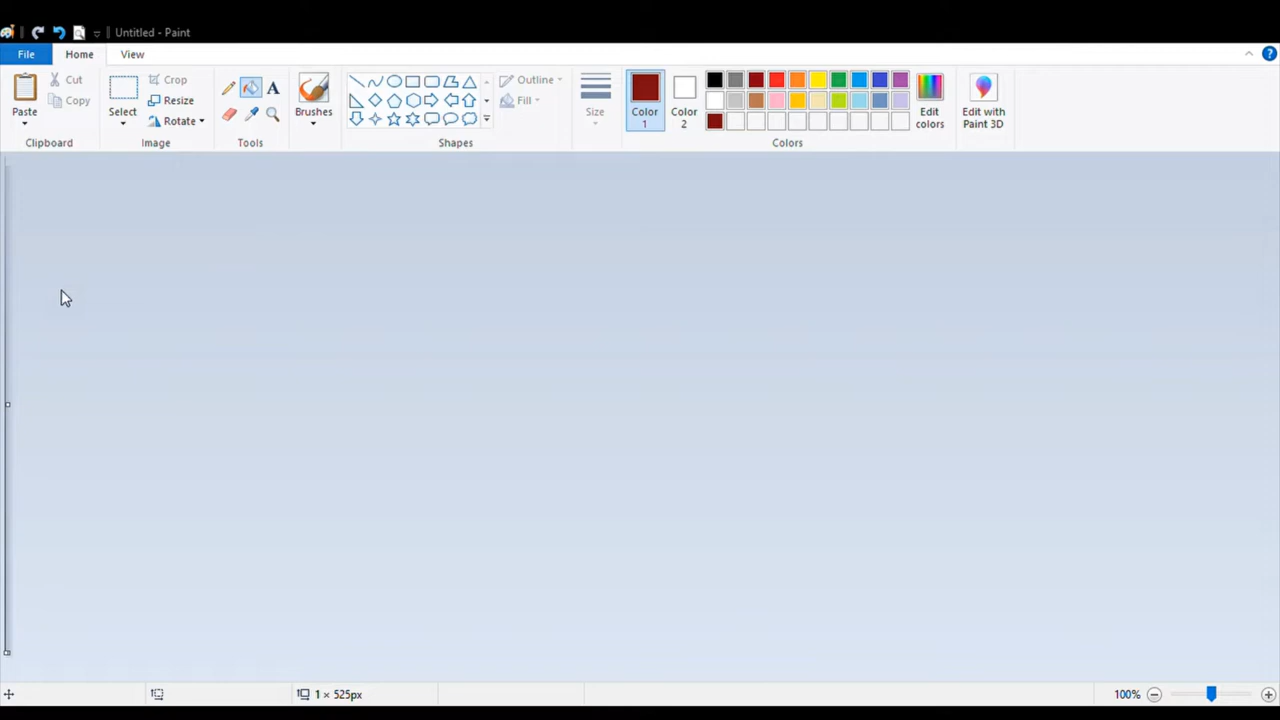 Untitled - Paint
File Home View
Paste
Cut
Copy
Clipboard
Select
Crop
Resize
Rotate
Image
A
Tools
Brushes
Outline
Fill
Shapes
Size
Color 1
Color 2
Edit colors
Colors
Edit with Paint 3D
1 × 525px
100%